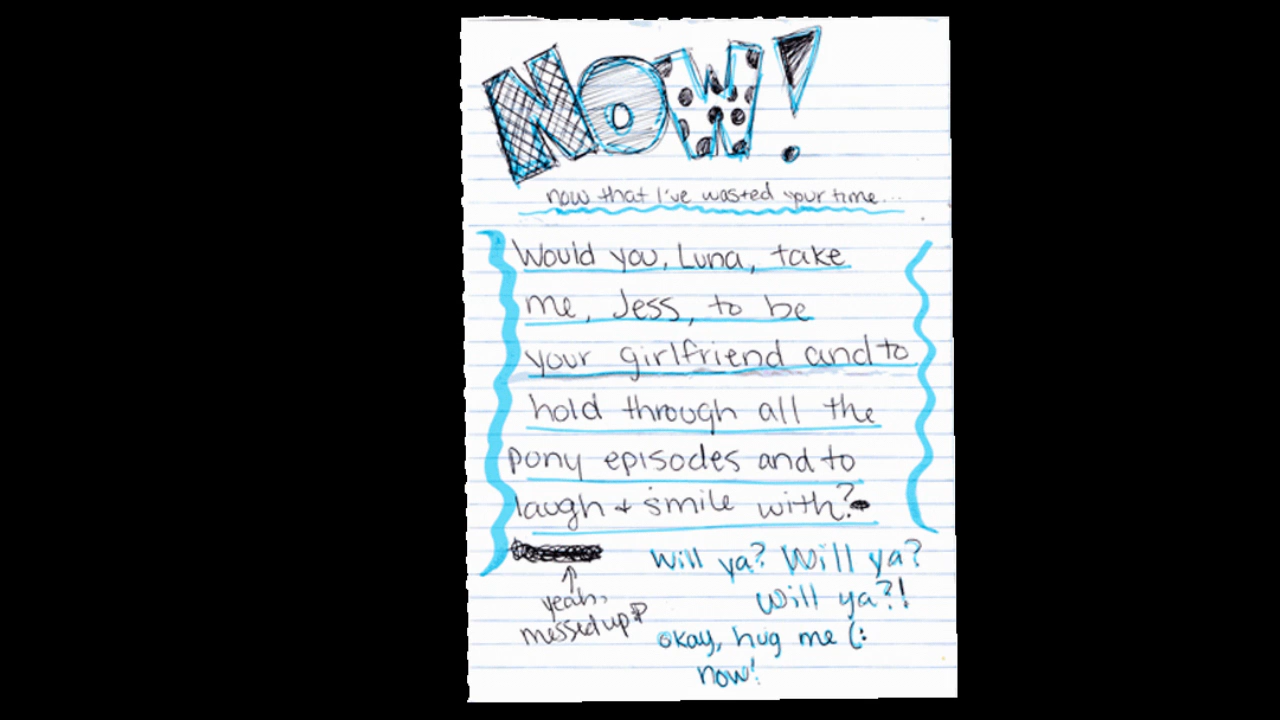 NOW!
now that I've wasted your time...
Would you, Luna, take
me, Jess, to be
your girlfriend and to
hold through all the
pony episodes and to
laugh + smile with?
Will ya? Will ya?
Will ya?!
yeah,
messed up
okay, hug me (:
now!